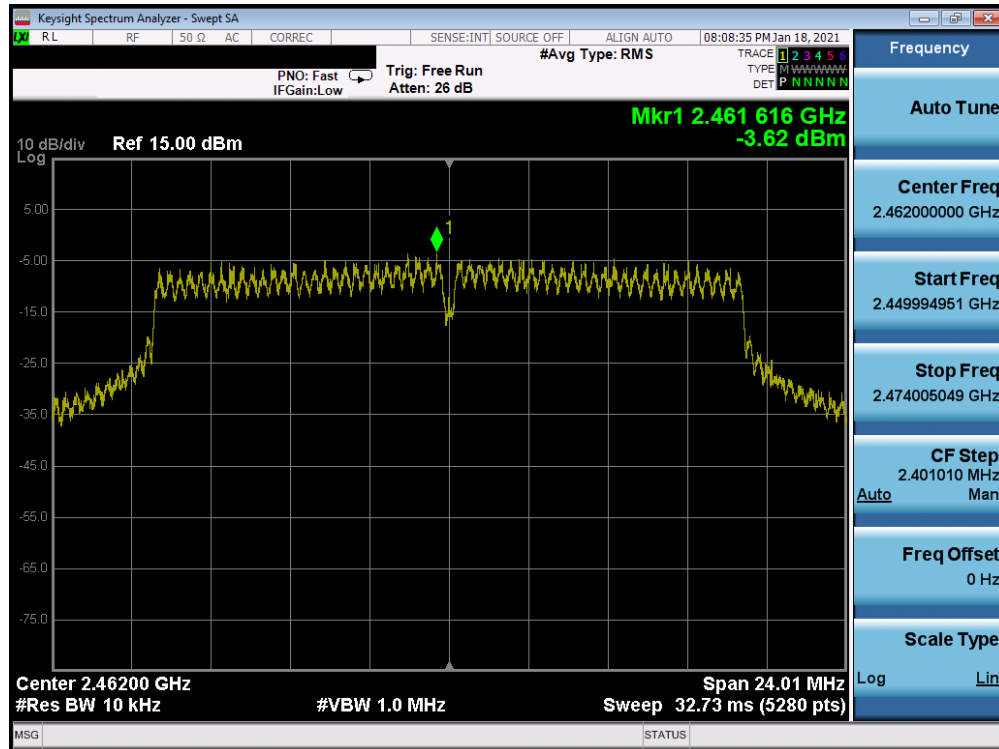 Keysight Spectrum Analyzer - Swept SA
LXI RL RF 50 Ω AC CORREC SENSE:INT SOURCE OFF ALIGN AUTO 08:08:35 PM Jan 18, 2021
#Avg Type: RMS
TRACE 1 2 3 4 5 6
PNO: Fast
Trig: Free Run
TYPE M WWWWW
IFGain:Low
Atten: 26 dB
DET P N N N N N
Mkr1 2.461 616 GHz
-3.62 dBm
10 dB/div Ref 15.00 dBm
Log
1
5.00
-5.00
-15.0
-25.0
-35.0
-45.0
-55.0
-65.0
-75.0
Center 2.46200 GHz
Span 24.01 MHz
#Res BW 10 kHz
#VBW 1.0 MHz
Sweep 32.73 ms (5280 pts)
MSG
STATUS
Frequency
Auto Tune
Center Freq
2.462000000 GHz
Start Freq
2.449994951 GHz
Stop Freq
2.474005049 GHz
CF Step
2.401010 MHz
Auto Man
Freq Offset
0 Hz
Scale Type
Log Lin